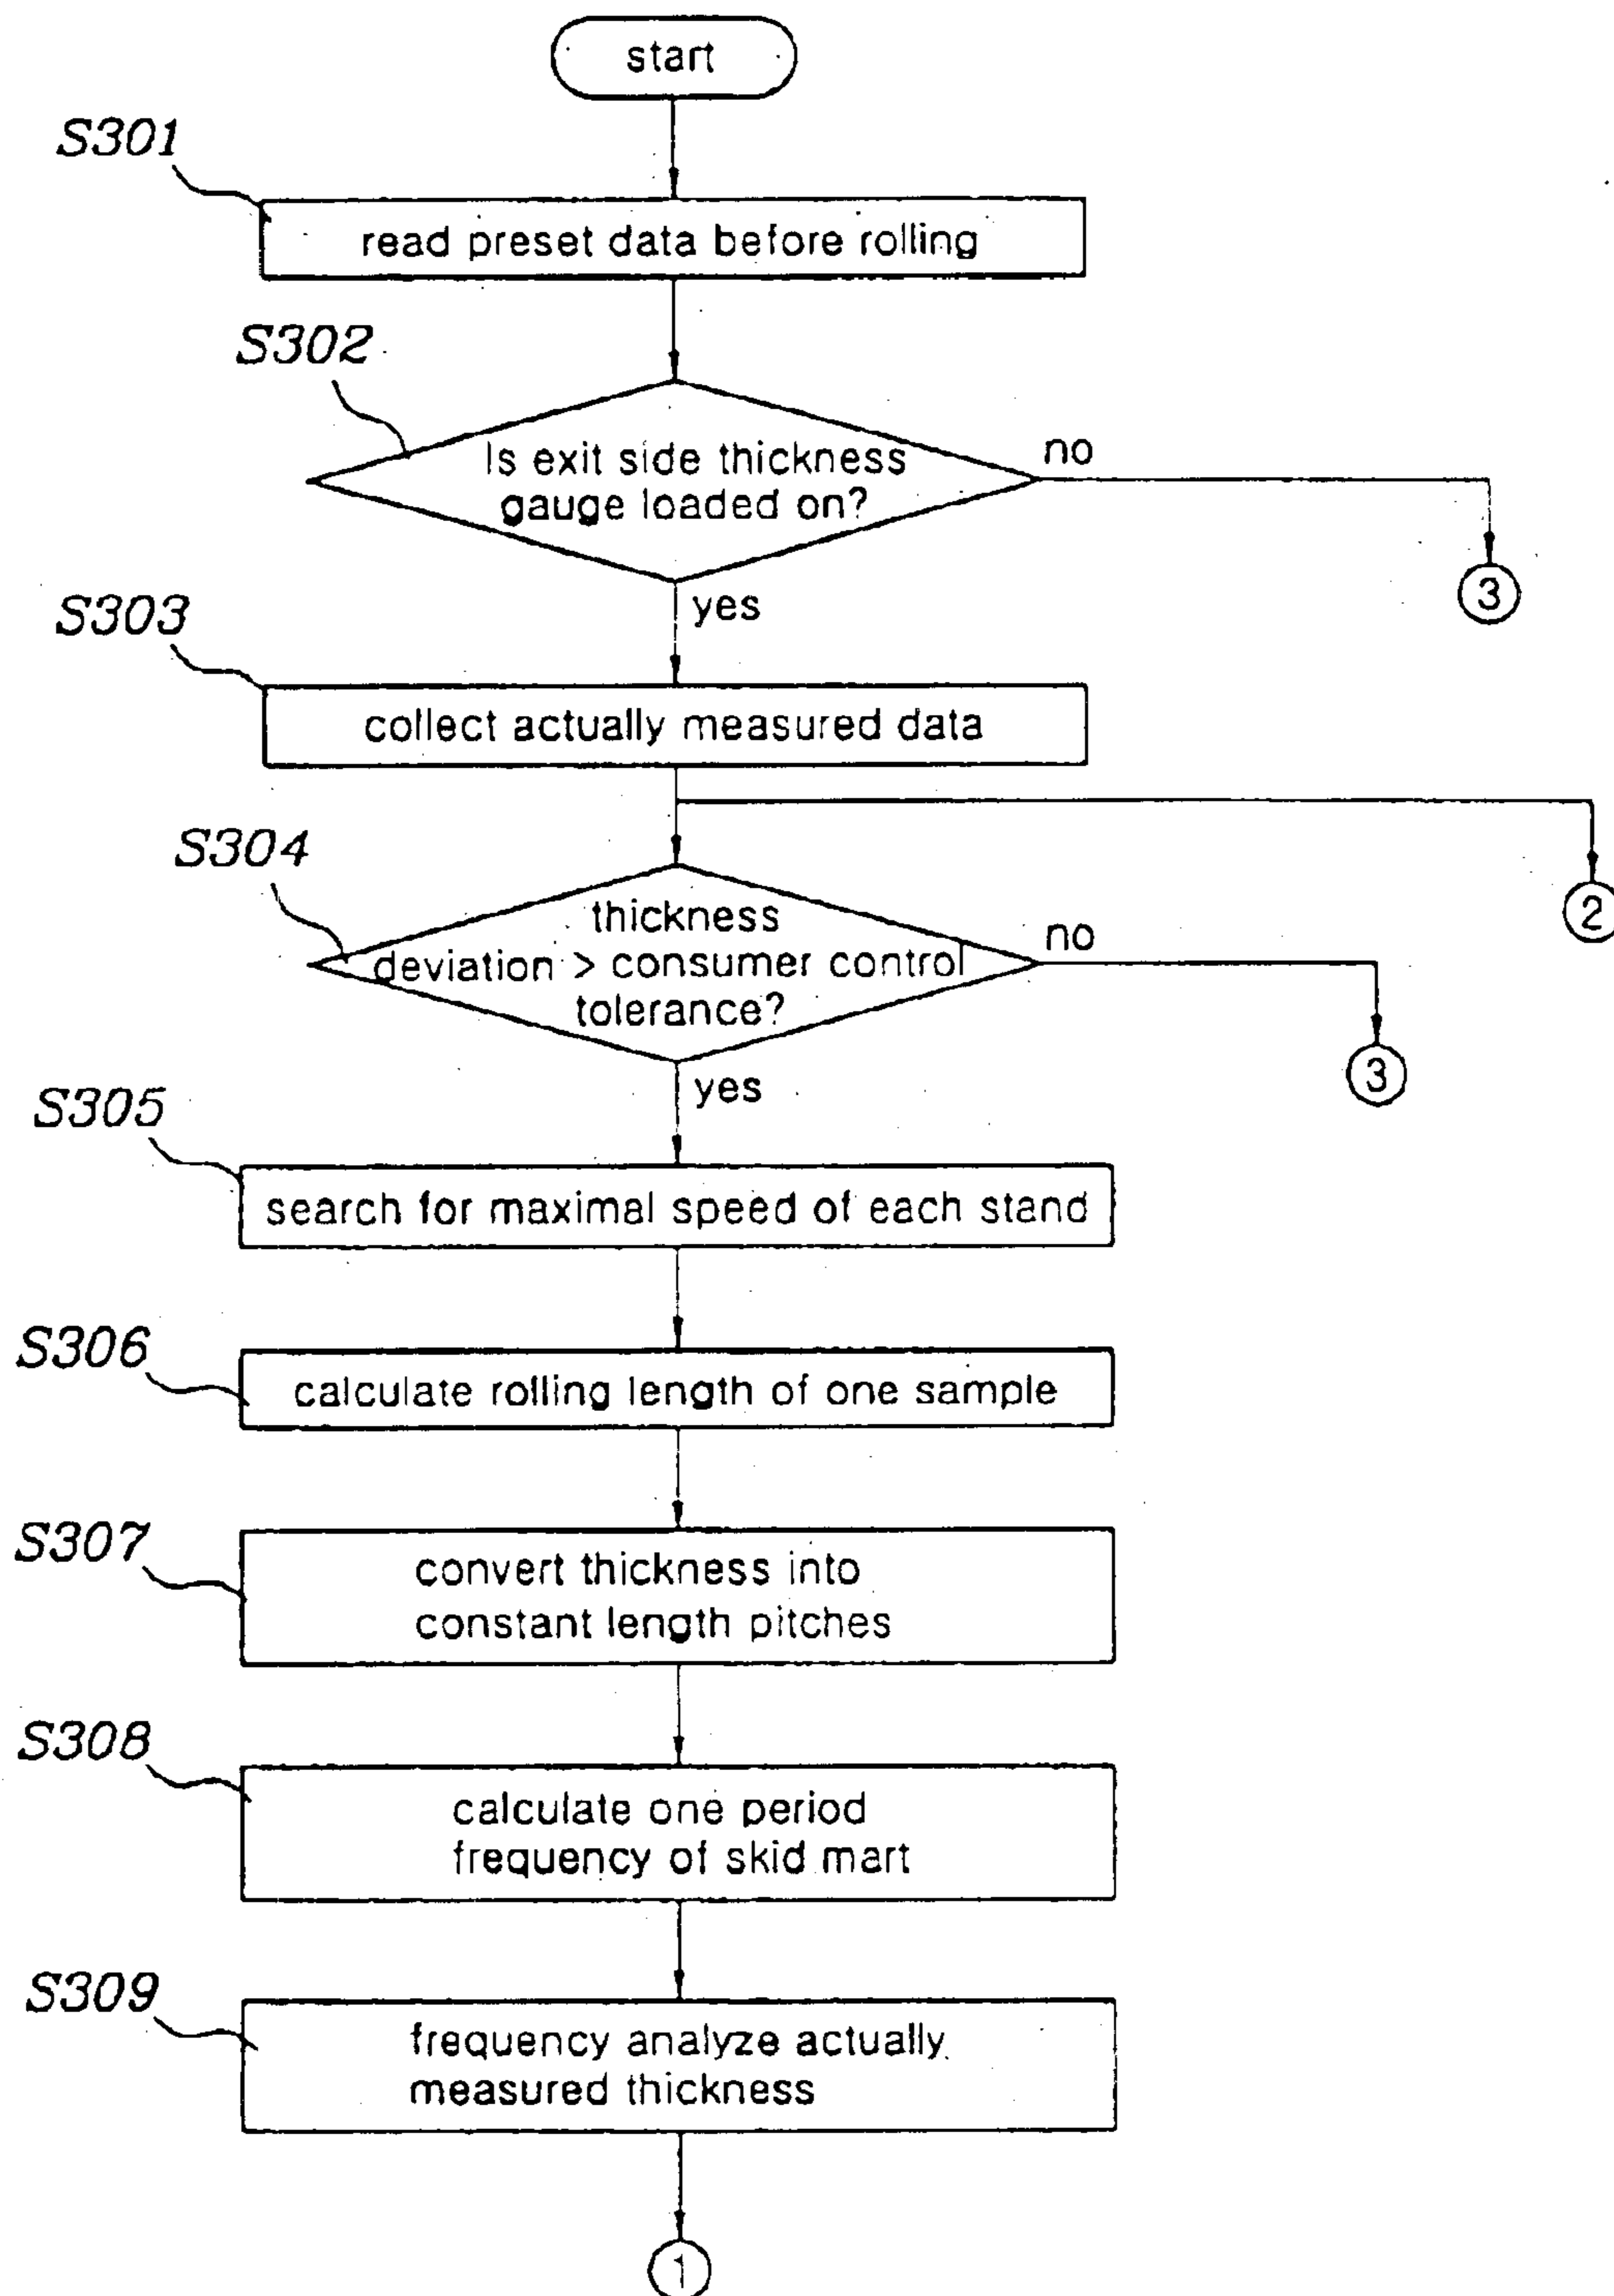 start
S301
read preset data before rolling
S302
Is exit side thickness
gauge loaded on?
no
3
yes
S303
collect actually measured data
S304
2
thickness
deviation > consumer control
tolerance?
no
3
yes
S305
search for maximal speed of each stand
S306
calculate rolling length of one sample
S307
convert thickness into
constant length pitches
S308
calculate one period
frequency of skid mart
S309
frequency analyze actually
measured thickness
1